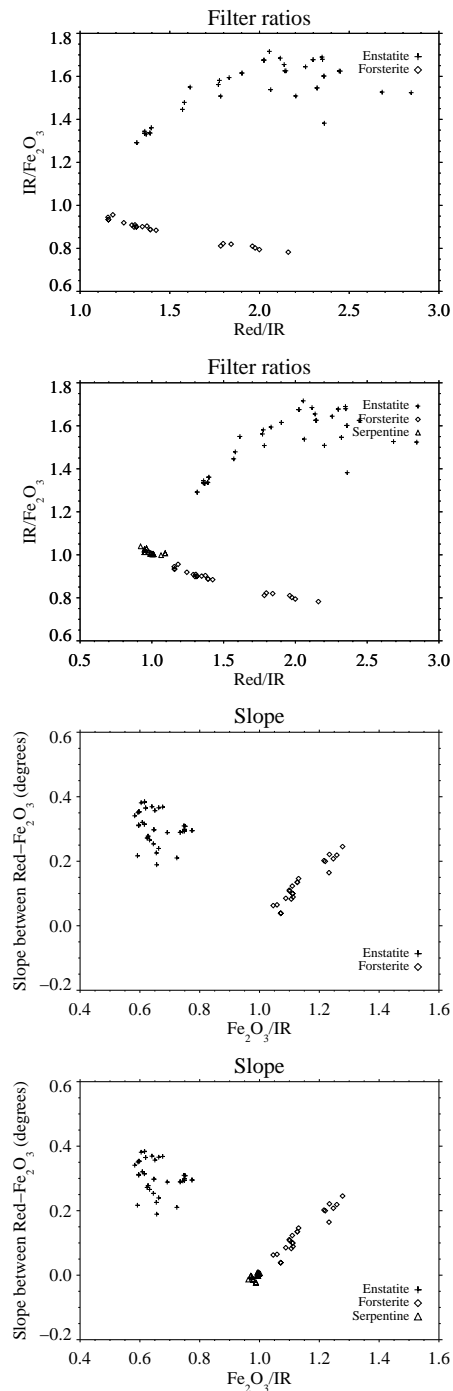 Filter ratios
1.8
1.6
1.4
1.2
1.0
0.8
0.6
IR/Fe₂O₃
Enstatite
Forsterite
1.0 1.5 2.0 2.5 3.0
Red/IR
Filter ratios
1.8
1.6
1.4
1.2
1.0
0.8
0.6
IR/Fe₂O₃
Enstatite
Forsterite
Serpentine
0.5 1.0 1.5 2.0 2.5 3.0
Red/IR
Slope
0.6
0.4
0.2
0.0
−0.2
Slope between Red−Fe₂O₃ (degrees)
Enstatite
Forsterite
0.4 0.6 0.8 1.0 1.2 1.4 1.6
Fe₂O₃/IR
Slope
0.6
0.4
0.2
0.0
−0.2
Slope between Red−Fe₂O₃ (degrees)
Enstatite
Forsterite
Serpentine
0.4 0.6 0.8 1.0 1.2 1.4 1.6
Fe₂O₃/IR